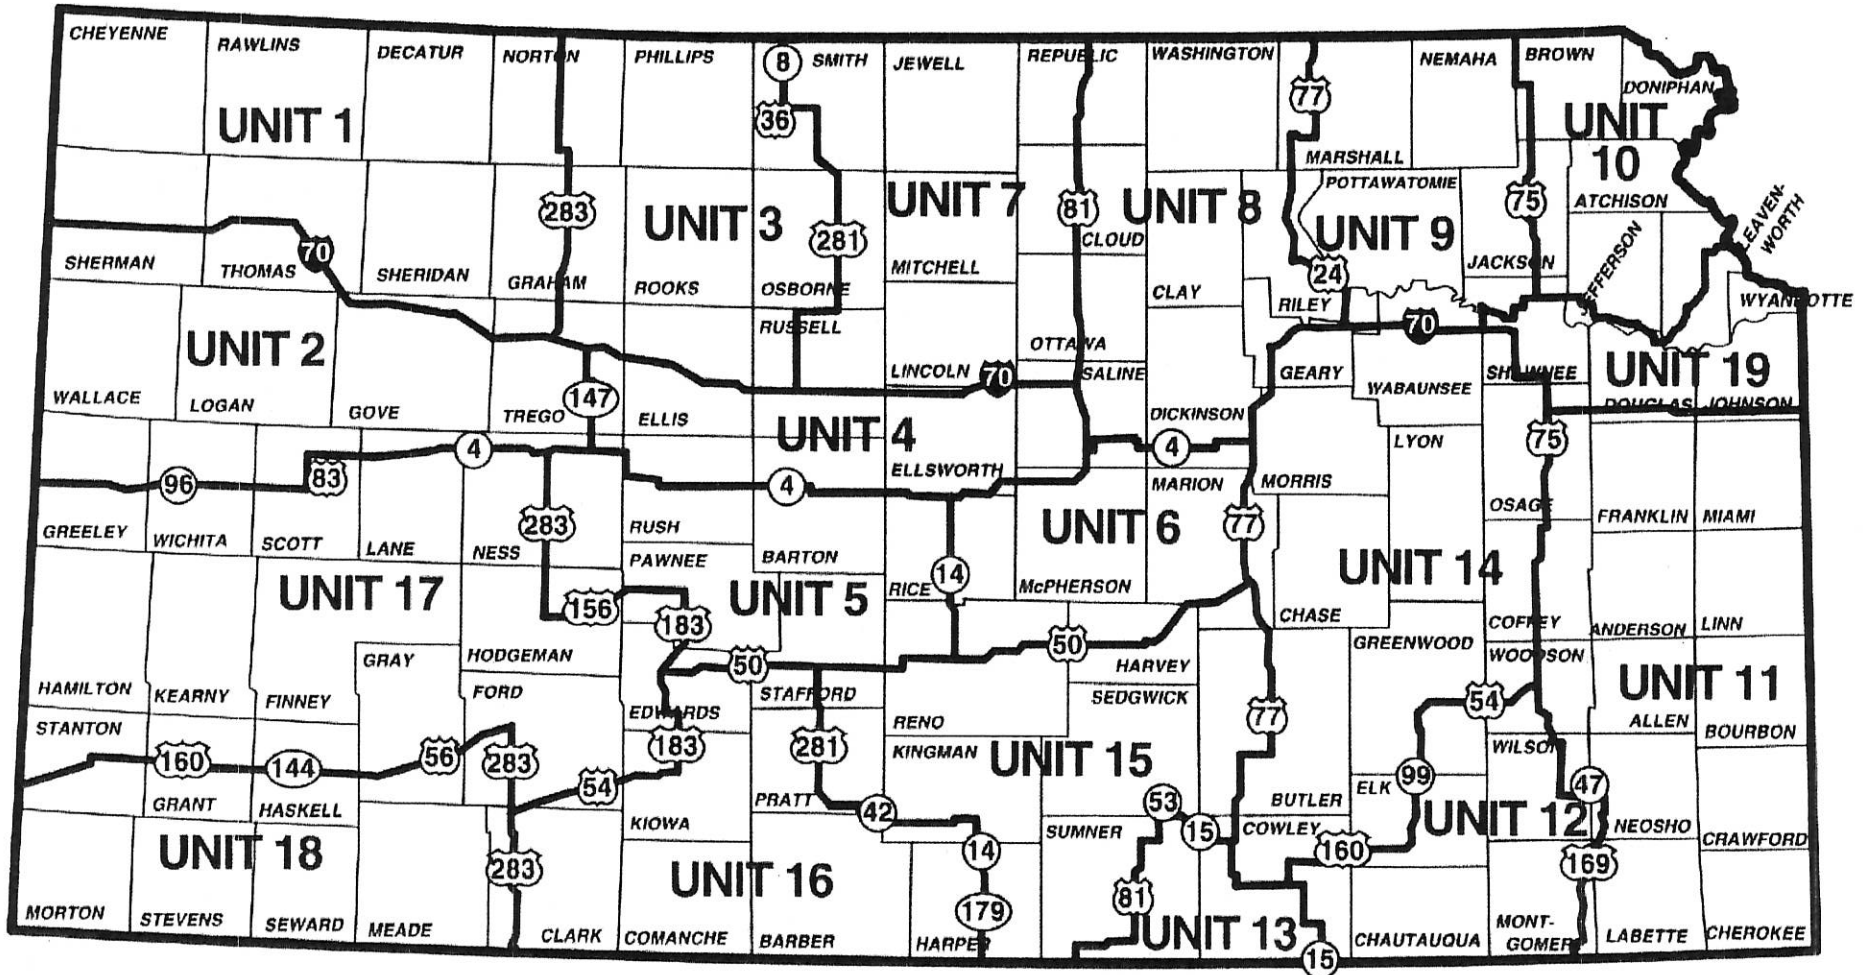 CHEYENNE
RAWLINS
DECATUR
NORTON
PHILLIPS
8
SMITH
JEWELL
REPUBLIC
WASHINGTON
77
NEMAHA
BROWN
DONIPHAN
UNIT 1
36
MARSHALL
UNIT
10
283
UNIT 3
281
UNIT 7
81
CLOUD
UNIT 8
POTTAWATOMIE
UNIT 9
75
ATCHISON
LEAVEN-
WORTH
SHERMAN
THOMAS
70
SHERIDAN
GRAHAM
ROOKS
OSBORNE
MITCHELL
CLAY
24
RILEY
JACKSON
JEFFERSON
WYANDOTTE
UNIT 2
RUSSELL
OTTAWA
70
WALLACE
LOGAN
GOVE
TREGO
147
ELLIS
LINCOLN
70
SALINE
DICKINSON
GEARY
WABAUNSEE
SHAWNEE
UNIT 19
DOUGLAS
JOHNSON
UNIT 4
4
LYON
75
96
83
4
4
ELLSWORTH
MARION
MORRIS
OSAGE
FRANKLIN
MIAMI
GREELEY
WICHITA
SCOTT
LANE
NESS
283
RUSH
PAWNEE
BARTON
UNIT 6
77
UNIT 14
UNIT 17
156
183
UNIT 5
RICE
14
McPHERSON
CHASE
COFFEY
ANDERSON
LINN
HAMILTON
KEARNY
FINNEY
GRAY
HODGEMAN
FORD
50
STAFFORD
50
HARVEY
SEDGWICK
GREENWOOD
WOODSON
UNIT 11
STANTON
EDWARDS
183
281
RENO
KINGMAN
77
54
ALLEN
BOURBON
160
144
56
283
54
UNIT 15
WILSON
GRANT
HASKELL
KIOWA
PRATT
42
53
15
SUMNER
BUTLER
COWLEY
ELK
99
UNIT 12
47
NEOSHO
CRAWFORD
UNIT 18
283
UNIT 16
14
179
81
160
169
MORTON
STEVENS
SEWARD
MEADE
CLARK
COMANCHE
BARBER
HARPER
UNIT 13
15
CHAUTAUQUA
MONT-
GOMERY
LABETTE
CHEROKEE